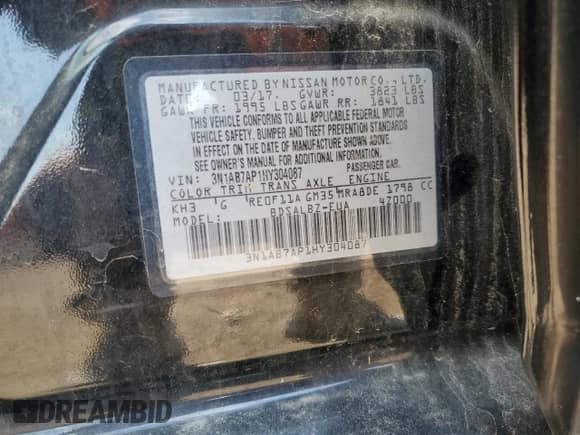 MANUFACTURED BY NISSAN MOTOR CO., LTD.
DATE 03/17. GVWR: 3823 LBS
GAWR FR: 1995 LBS GAWR RR: 1841 LBS
THIS VEHICLE CONFORMS TO ALL APPLICABLE FEDERAL MOTOR
VEHICLE SAFETY, BUMPER AND THEFT PREVENTION STANDARDS
IN EFFECT ON THE DATE OF MANUFACTURE SHOWN ABOVE.
SEE OWNER'S MANUAL FOR ADDITIONAL INFORMATION.
VIN: 3N1AB7AP1HY304087 PASSENGER CAR.
COLOR TRIM TRANS AXLE ENGINE
KH3 'G RE0F11A GM35 MRA8DE 1798 CC
MODEL: BDSALBZ-EUA 4Z000
3N1AB7AP1HY304087
DREAMBID